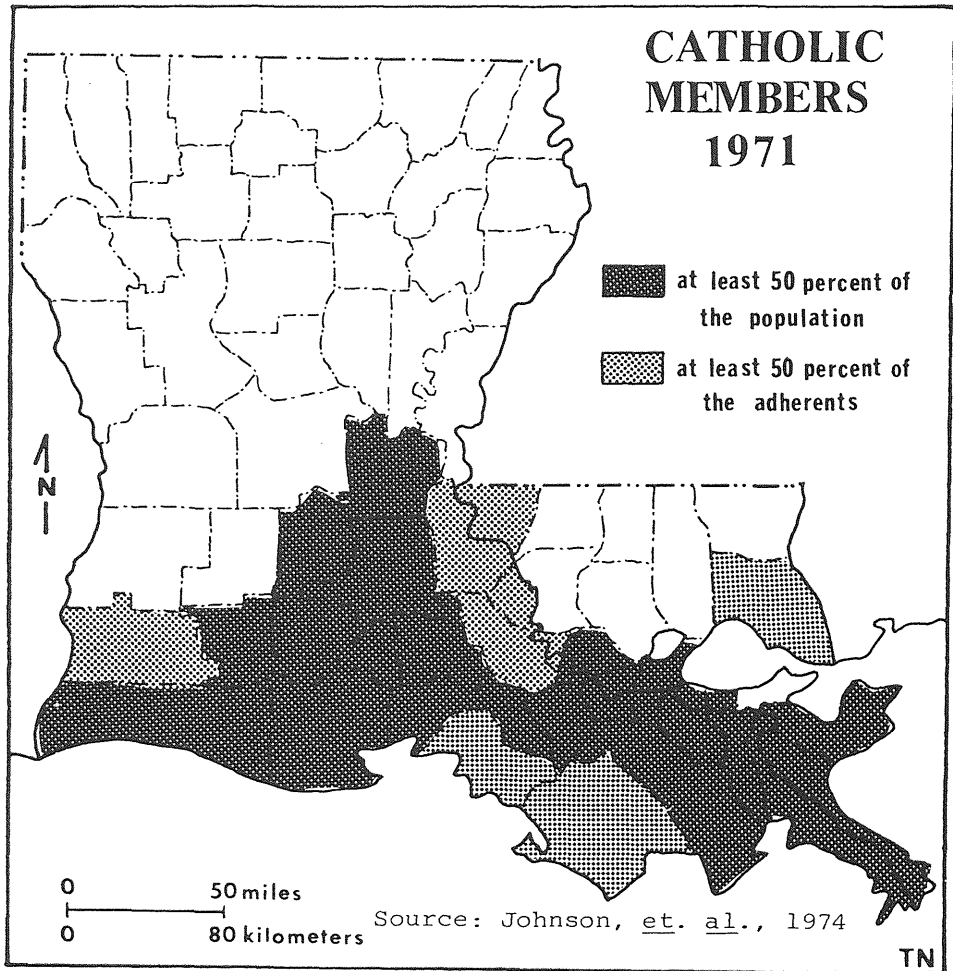 CATHOLIC
MEMBERS
1971
at least 50 percent of
the population
at least 50 percent of
the adherents
N
0 50 miles
0 80 kilometers
Source: Johnson, et. al., 1974
TN